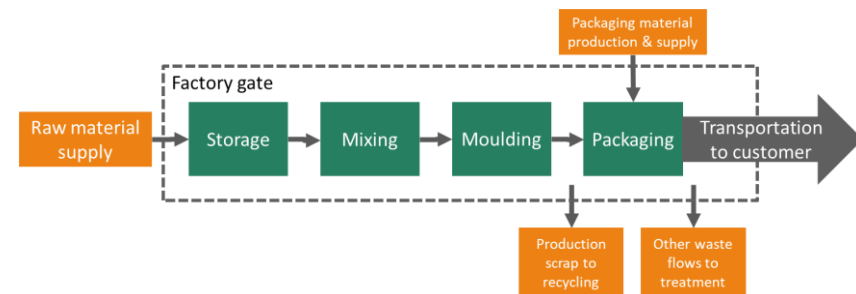 Packaging material
production & supply
Factory gate
Raw material
supply
Storage
Mixing
Moulding
Packaging
Transportation
to customer
Production
scrap to
recycling
Other waste
flows to
treatment